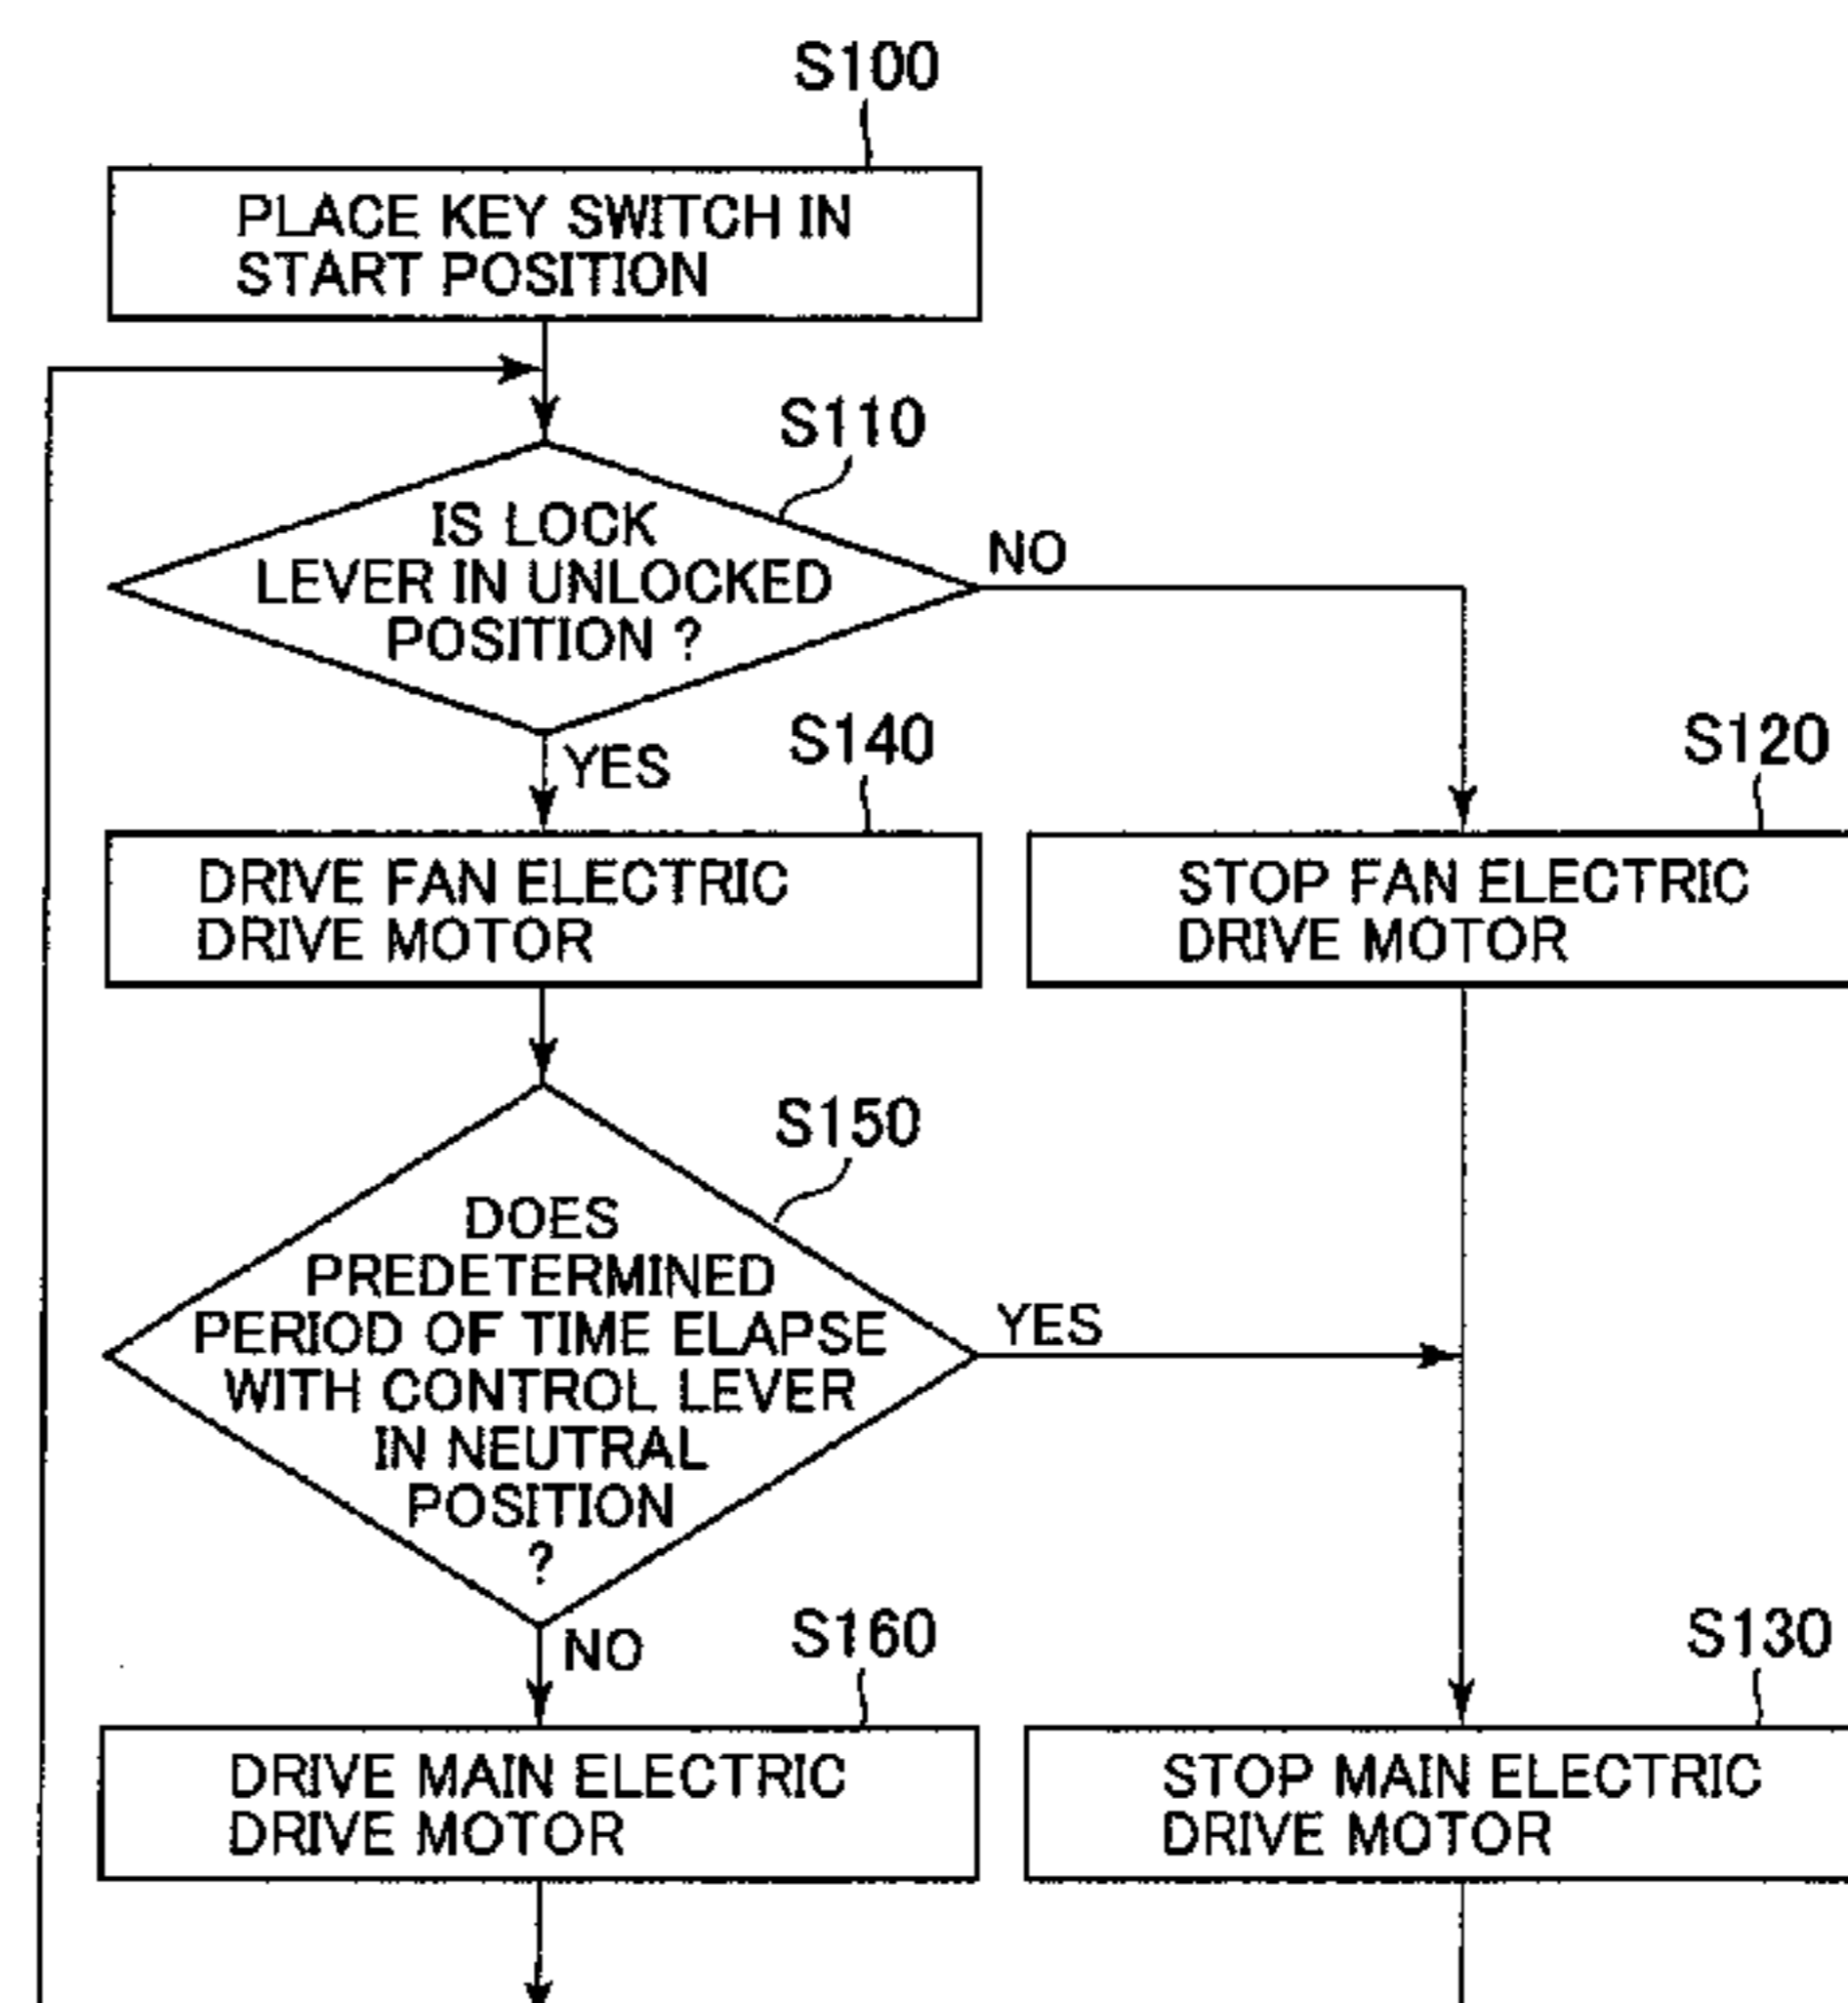 S100
PLACE KEY SWITCH IN
START POSITION
S110
IS LOCK
LEVER IN UNLOCKED
POSITION ?
NO
YES
S140
DRIVE FAN ELECTRIC
DRIVE MOTOR
S120
STOP FAN ELECTRIC
DRIVE MOTOR
S150
DOES
PREDETERMINED
PERIOD OF TIME ELAPSE
WITH CONTROL LEVER
IN NEUTRAL
POSITION
?
YES
NO
S160
DRIVE MAIN ELECTRIC
DRIVE MOTOR
S130
STOP MAIN ELECTRIC
DRIVE MOTOR